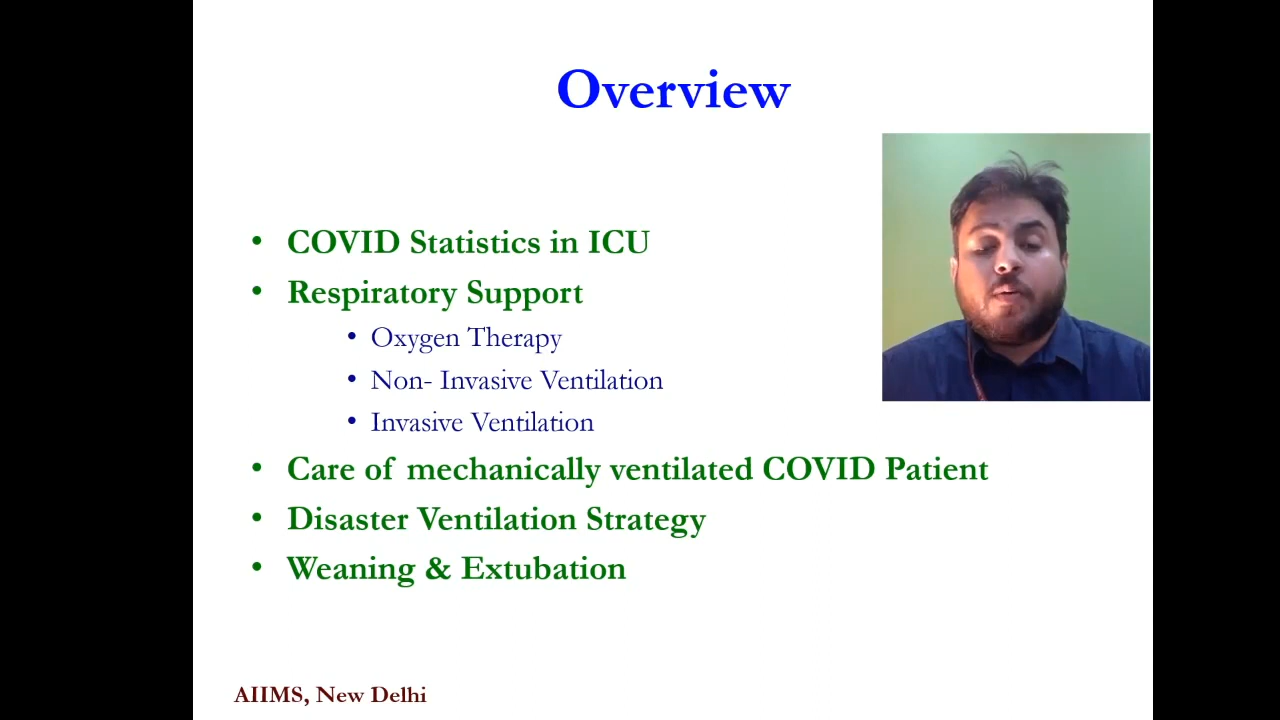 Overview
• COVID Statistics in ICU
• Respiratory Support
• Oxygen Therapy
• Non- Invasive Ventilation
• Invasive Ventilation
• Care of mechanically ventilated COVID Patient
• Disaster Ventilation Strategy
• Weaning & Extubation
AIIMS, New Delhi